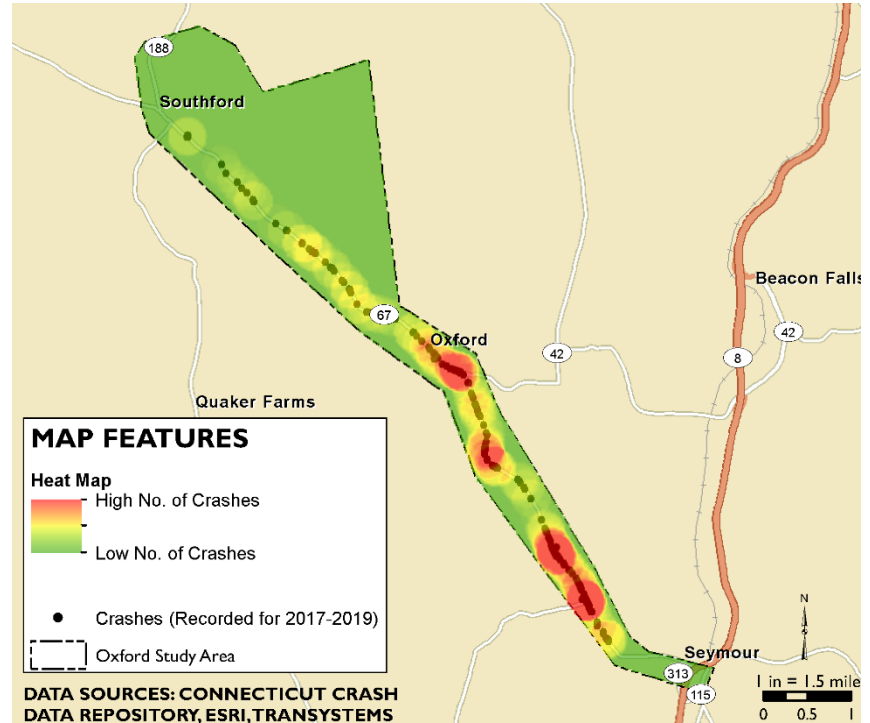 188
Southford
Beacon Falls
67
Oxford
42
42
8
Quaker Farms
MAP FEATURES
Heat Map
High No. of Crashes
Low No. of Crashes
Crashes (Recorded for 2017-2019)
Oxford Study Area
Seymour
313
115
N
1 in = 1.5 mile
0 0.5 1
DATA SOURCES: CONNECTICUT CRASH
DATA REPOSITORY, ESRI, TRANSYSTEMS